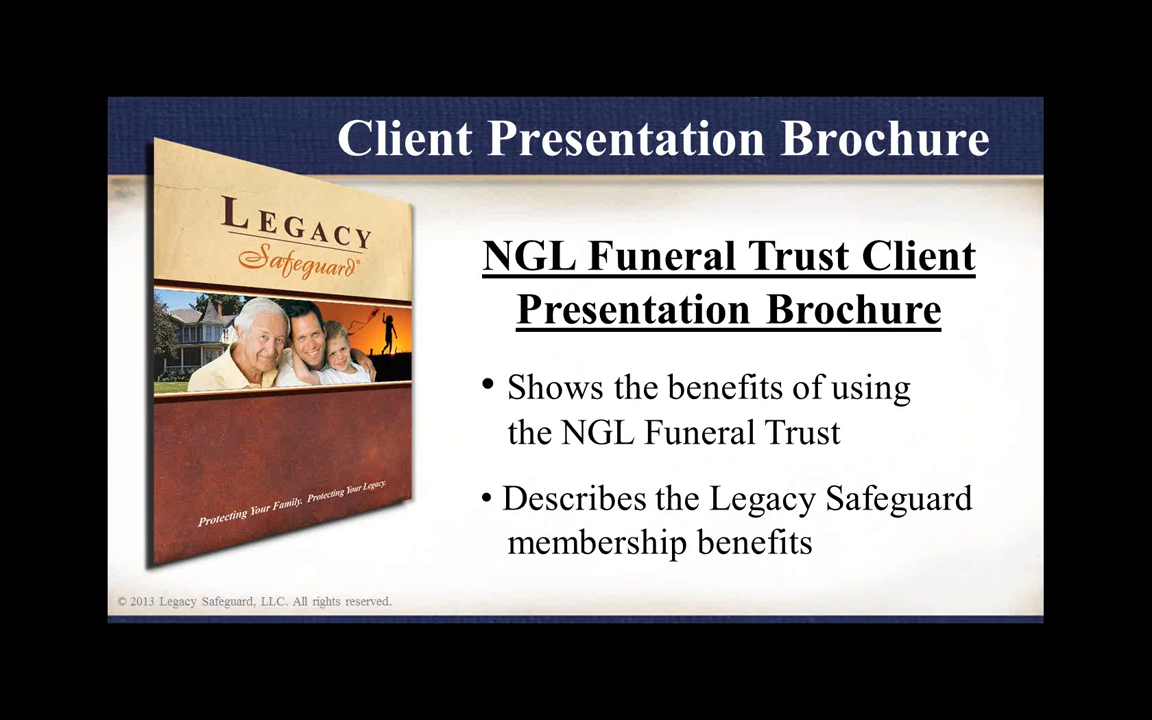 Client Presentation Brochure
LEGACY
Safeguard®
Protecting Your Family. Protecting Your Legacy.
NGL Funeral Trust Client
Presentation Brochure
• Shows the benefits of using
the NGL Funeral Trust
• Describes the Legacy Safeguard
membership benefits
© 2013 Legacy Safeguard, LLC. All rights reserved.